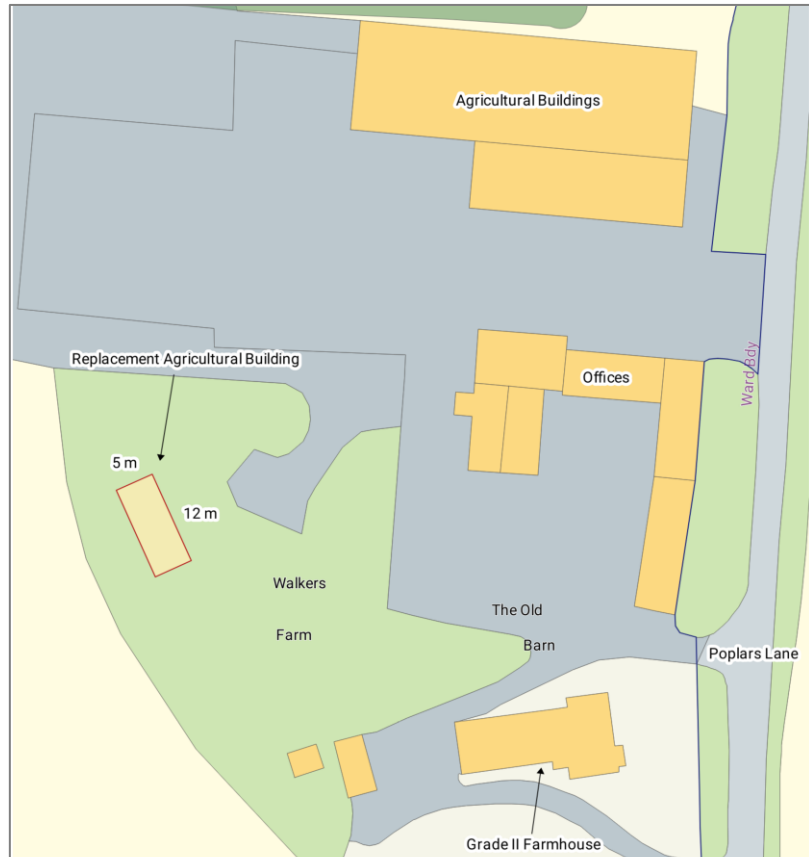 Agricultural Buildings
Ward Bdy
Replacement Agricultural Building
Offices
5 m
12 m
Walkers
Farm
The Old
Barn
Poplars Lane
Grade II Farmhouse